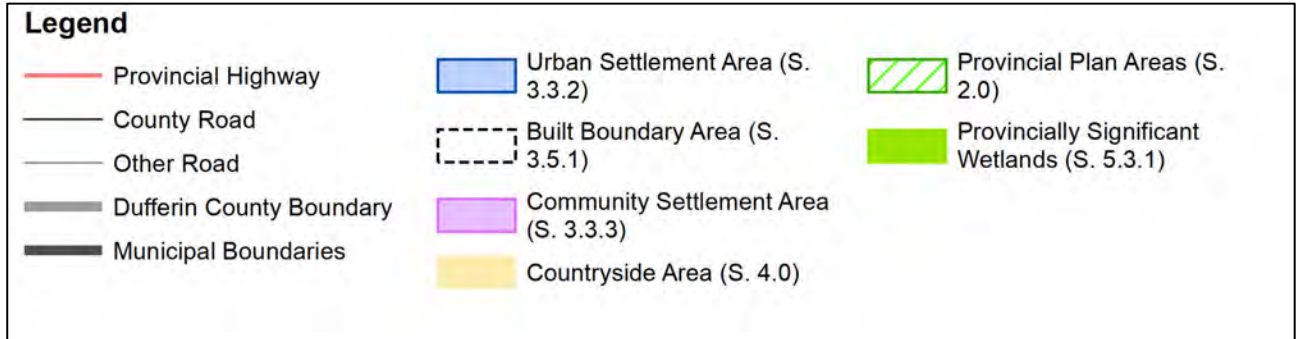 Legend
Provincial Highway
County Road
Other Road
Dufferin County Boundary
Municipal Boundaries
Urban Settlement Area (S.
3.3.2)
Built Boundary Area (S.
3.5.1)
Community Settlement Area
(S. 3.3.3)
Countryside Area (S. 4.0)
Provincial Plan Areas (S.
2.0)
Provincially Significant
Wetlands (S. 5.3.1)